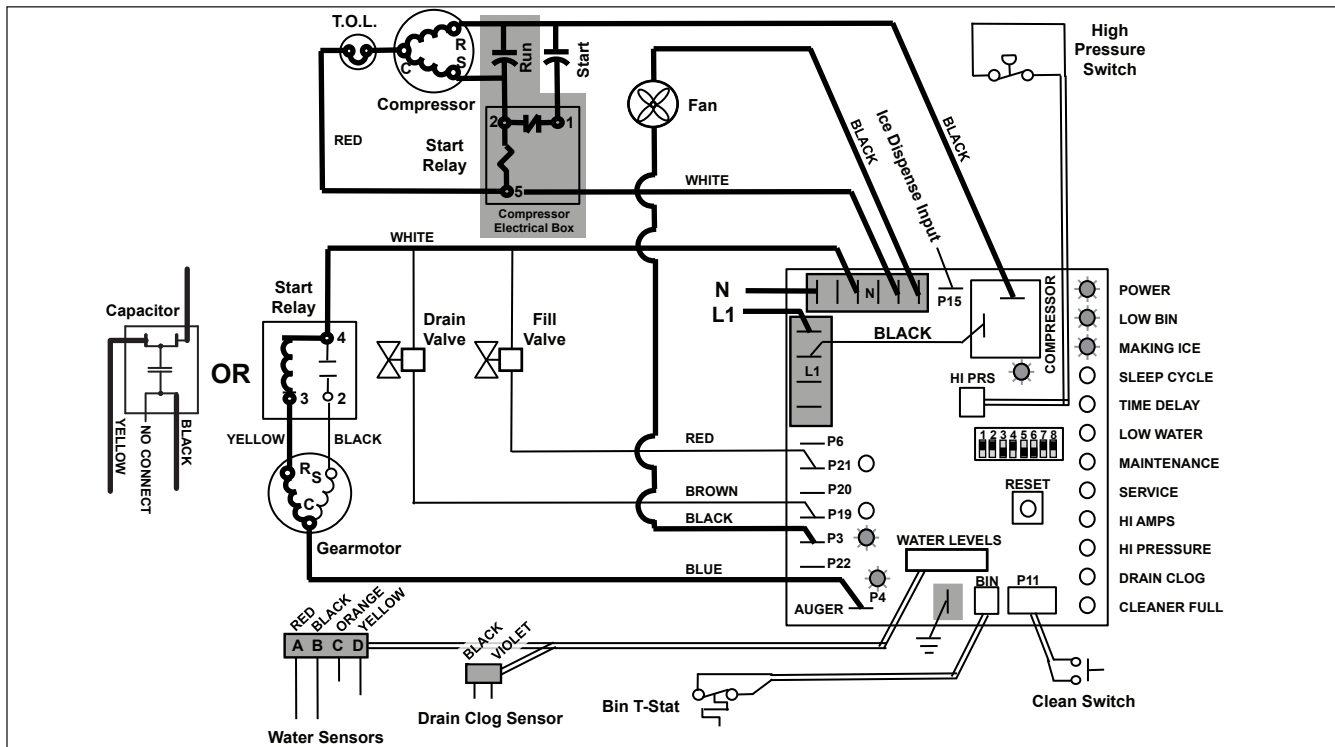 T.O.L.
Compressor
R
S
C
Run
Start
RED
Start
Relay
2
1
5
Compressor
Electrical Box
WHITE
Fan
BLACK
Ice Dispense Input
BLACK
High
Pressure
Switch
WHITE
Capacitor
YELLOW
NO CONNECT
BLACK
OR
Start
Relay
4
3
2
YELLOW
BLACK
R
S
C
Gearmotor
Drain
Valve
Fill
Valve
N
L1
N
P15
L1
BLACK
COMPRESSOR
HI PRS
1 2 3 4 5 6 7 8
RESET
RED
P6
P21
BROWN
P20
P19
BLACK
P3
P22
BLUE
P4
AUGER
WATER LEVELS
BIN
P11
POWER
LOW BIN
MAKING ICE
SLEEP CYCLE
TIME DELAY
LOW WATER
MAINTENANCE
SERVICE
HI AMPS
HI PRESSURE
DRAIN CLOG
CLEANER FULL
RED
BLACK
ORANGE
YELLOW
A B C D
Water Sensors
BLACK
VIOLET
Drain Clog Sensor
Bin T-Stat
Clean Switch